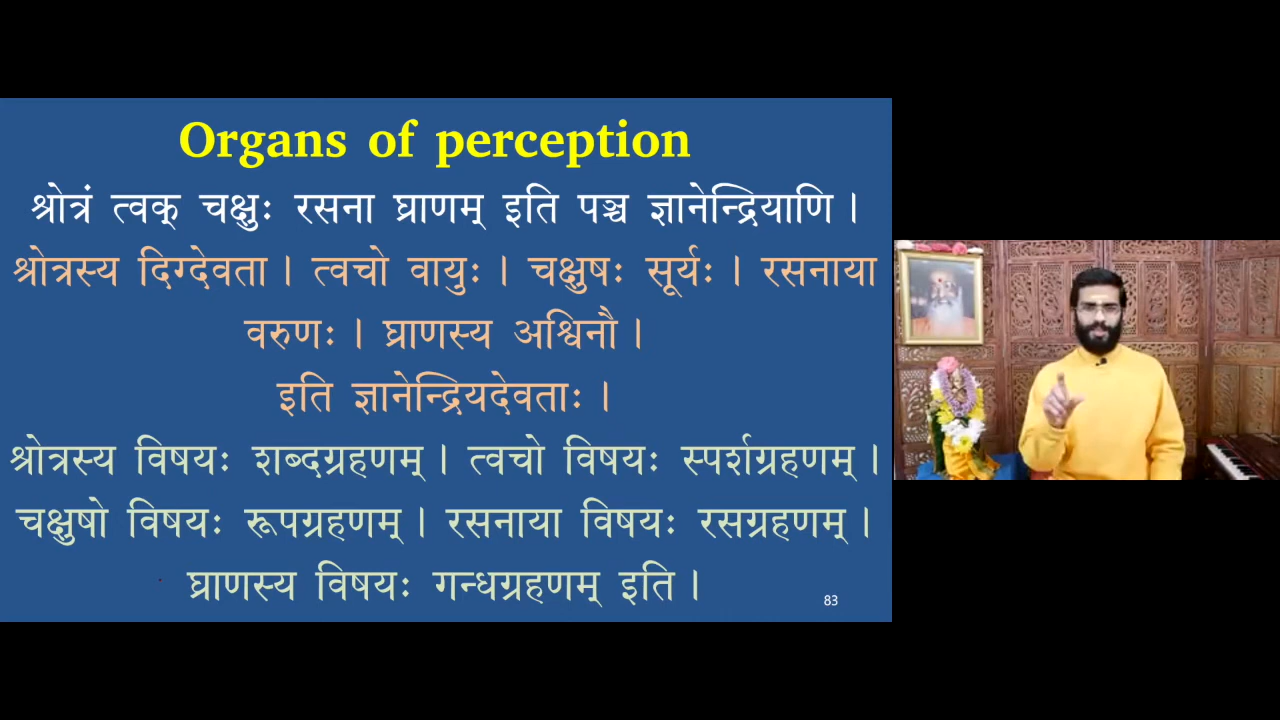 Organs of perception
श्रोत्रं त्वक् चक्षुः रसना घ्राणम् इति पञ्च ज्ञानेन्द्रियाणि ।
श्रोत्रस्य दिग्देवता । त्वचो वायुः । चक्षुषः सूर्यः । रसनाया
वरुणः । घ्राणस्य अश्विनौ ।
इति ज्ञानेन्द्रियदेवताः ।
श्रोत्रस्य विषयः शब्दग्रहणम् । त्वचो विषयः स्पर्शग्रहणम् ।
चक्षुषो विषयः रूपग्रहणम् । रसनाया विषयः रसग्रहणम् ।
घ्राणस्य विषयः गन्धग्रहणम् इति ।
83